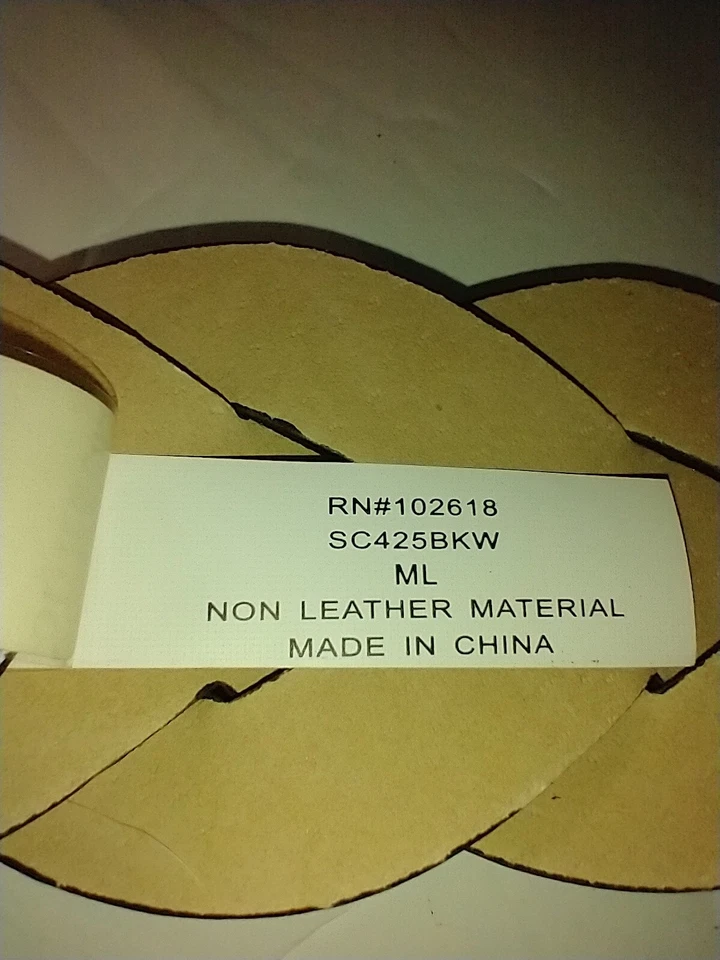 RN#102618
SC425BKW
ML
NON LEATHER MATERIAL
MADE IN CHINA